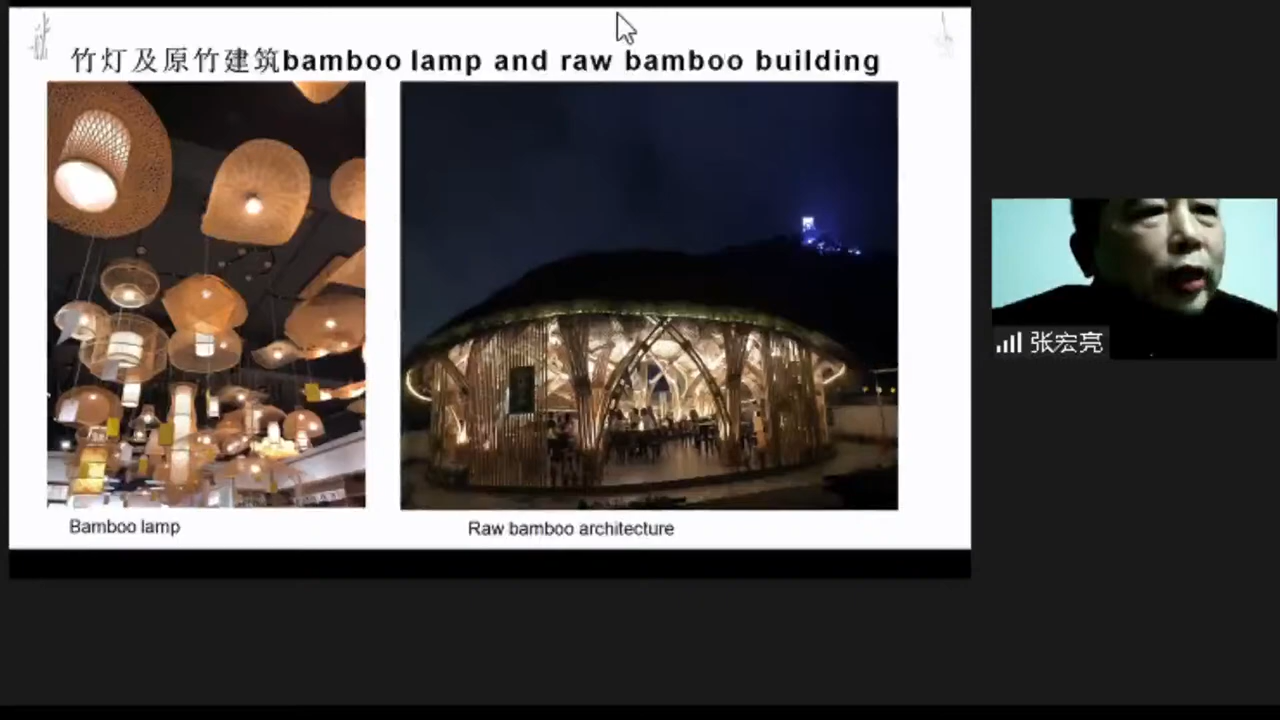 竹灯及原竹建筑bamboo lamp and raw bamboo building
Bamboo lamp
Raw bamboo architecture
张宏亮